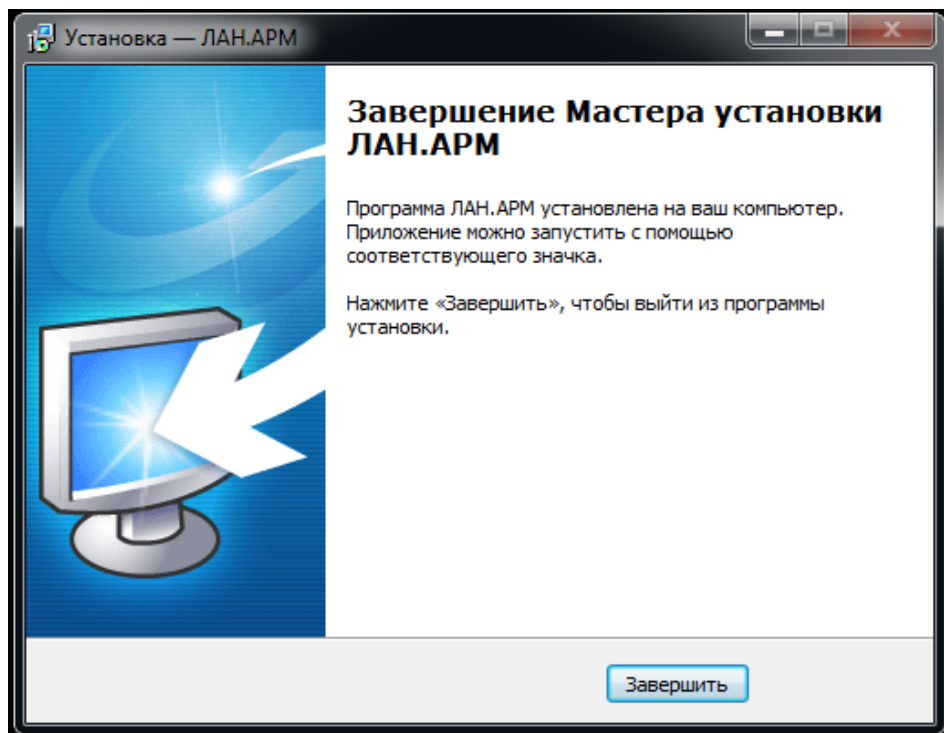 Установка — ЛАН.АРМ
Завершение Мастера установки
ЛАН.АРМ
Программа ЛАН.АРМ установлена на ваш компьютер.
Приложение можно запустить с помощью
соответствующего значка.
Нажмите «Завершить», чтобы выйти из программы
установки.
Завершить